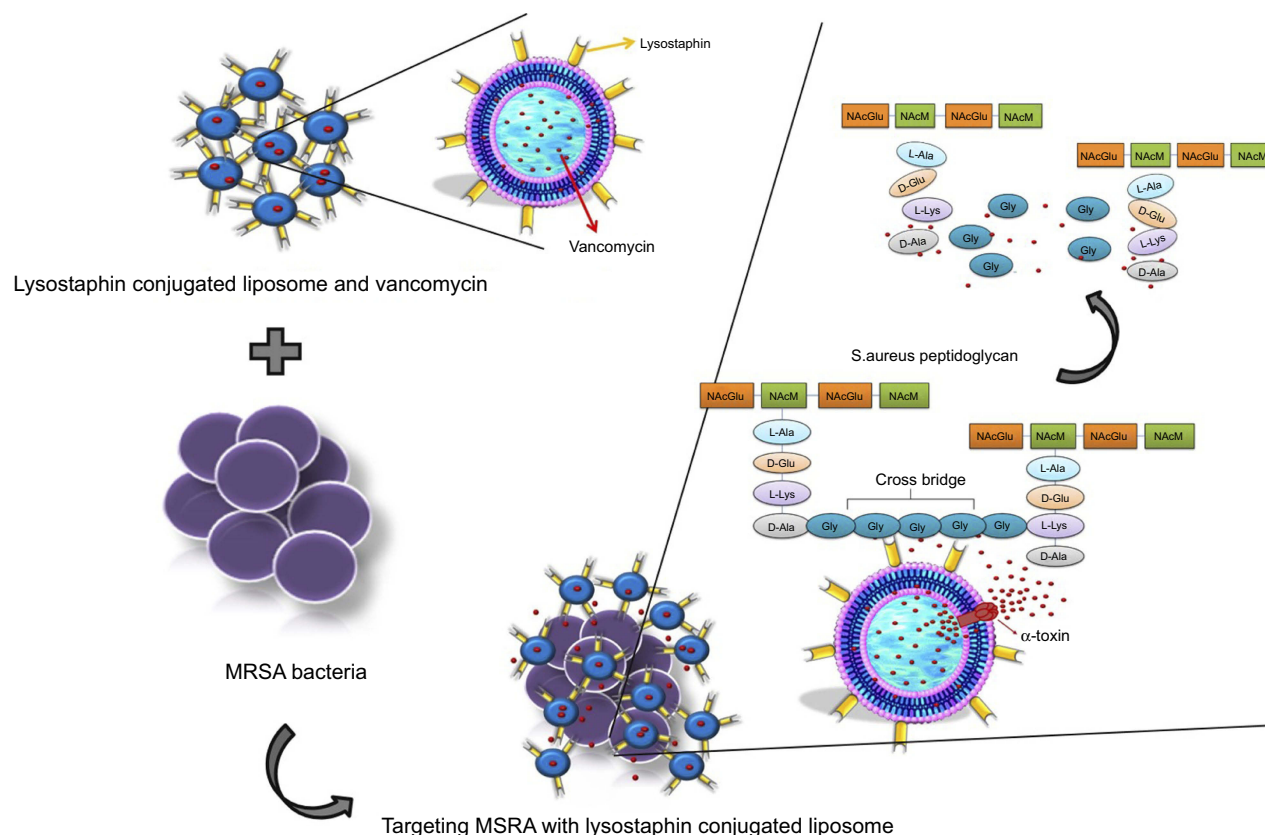 Lysostaphin
Vancomycin
Lysostaphin conjugated liposome and vancomycin
MRSA bacteria
Targeting MSRA with lysostaphin conjugated liposome
NAcGlu NAcM NAcGlu NAcM
L-Ala
D-Glu
L-Lys
D-Ala
Gly
Gly
Gly
Gly
Gly
NAcGlu NAcM NAcGlu NAcM
L-Ala
D-Glu
L-Lys
D-Ala
S.aureus peptidoglycan
NAcGlu NAcM NAcGlu NAcM
L-Ala
D-Glu
L-Lys
NAcGlu NAcM NAcGlu NAcM
L-Ala
D-Glu
Cross bridge
D-Ala Gly Gly Gly Gly Gly L-Lys
D-Ala
α-toxin